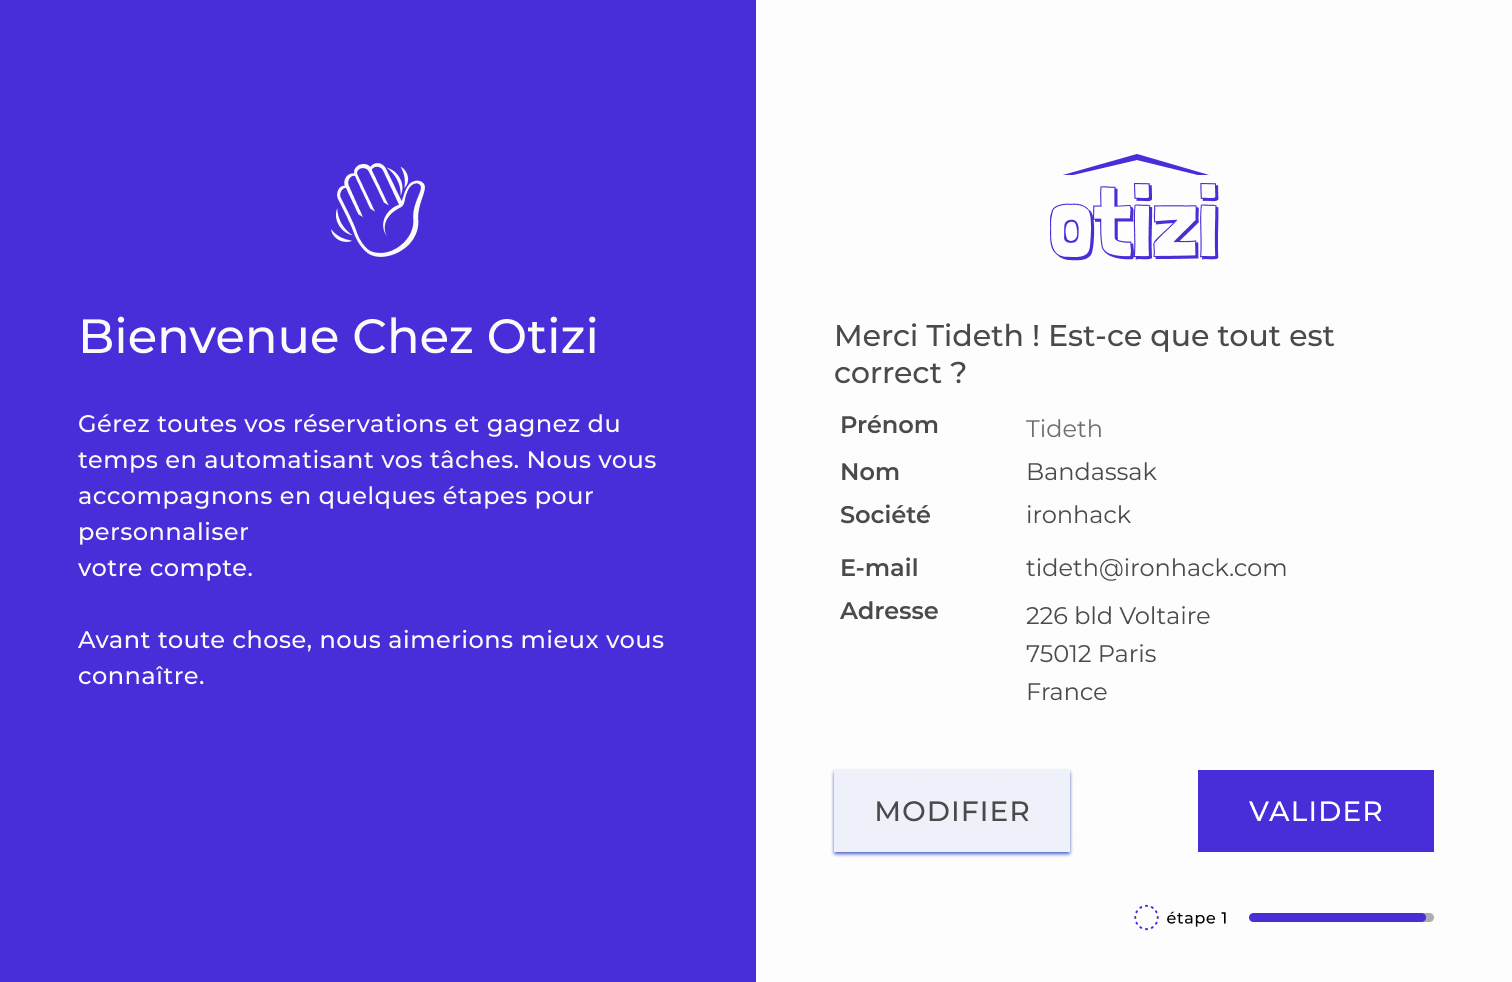 Bienvenue Chez Otizi
Gérez toutes vos réservations et gagnez du
temps en automatisant vos tâches. Nous vous
accompagnons en quelques étapes pour
personnaliser
votre compte.
Avant toute chose, nous aimerions mieux vous
connaître.
otizi
Merci Tideth ! Est-ce que tout est
correct ?
Prénom Tideth
Nom Bandassak
Société ironhack
E-mail tideth@ironhack.com
Adresse 226 bld Voltaire
75012 Paris
France
MODIFIER VALIDER
étape 1